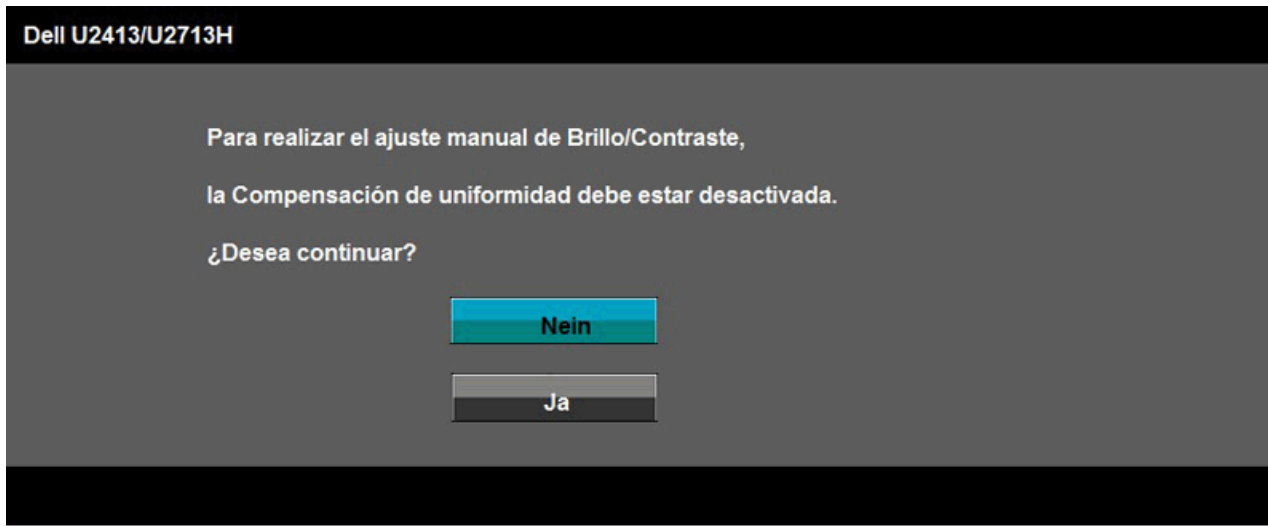 Dell U2413/U2713H
Para realizar el ajuste manual de Brillo/Contraste,
la Compensación de uniformidad debe estar desactivada.
¿Desea continuar?
Nein
Ja